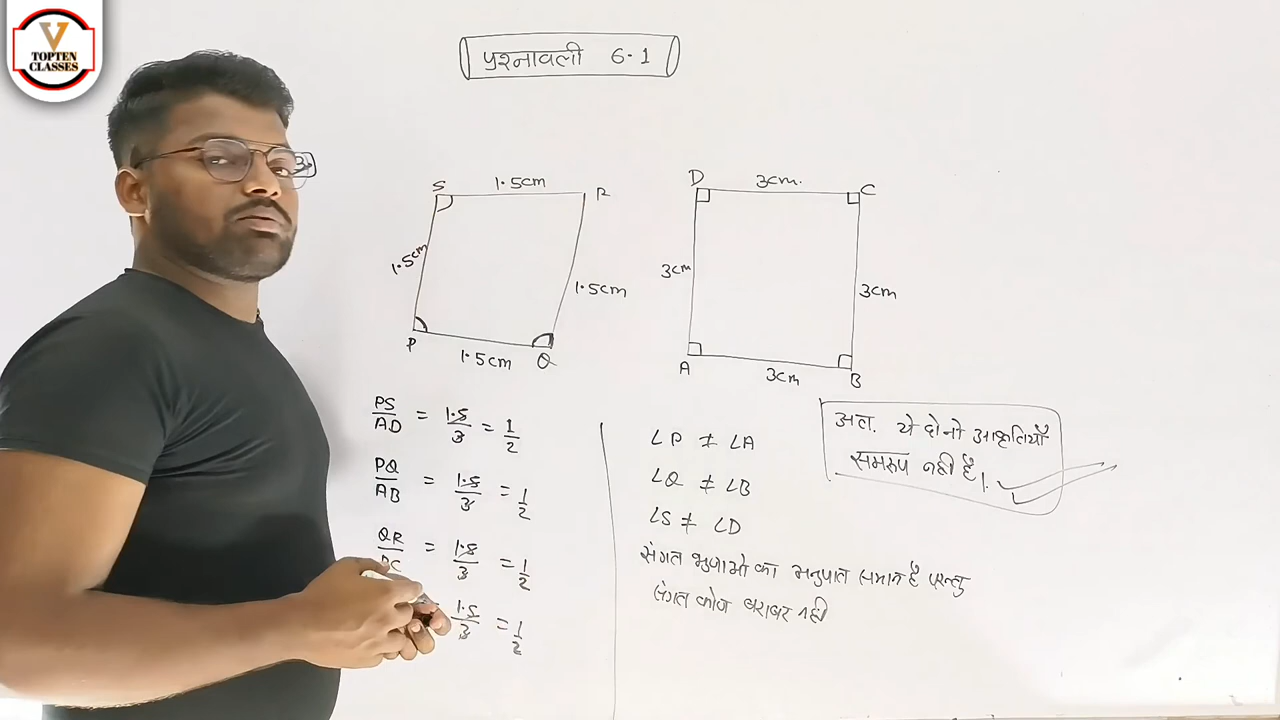 V
TOPTEN
CLASSES
प्रश्नावली 6.1
3)
S 1.5cm R
1.5cm
1.5cm
P 1.5cm Q
D 3cm. C
3cm
3cm
A 3cm B
PS/AD = 1.5/3 = 1/2
PQ/AB = 1.5/3 = 1/2
QR/BC = 1.5/3 = 1/2
1.5/3 = 1/2
∠P ≠ ∠A
∠Q ≠ ∠B
∠S ≠ ∠D
संगत भुजाओ का अनुपात समान है परन्तु
संगत कोण बराबर नही
अतः ये दोनो आकृतियाँ
समरूप नहीं हैं।